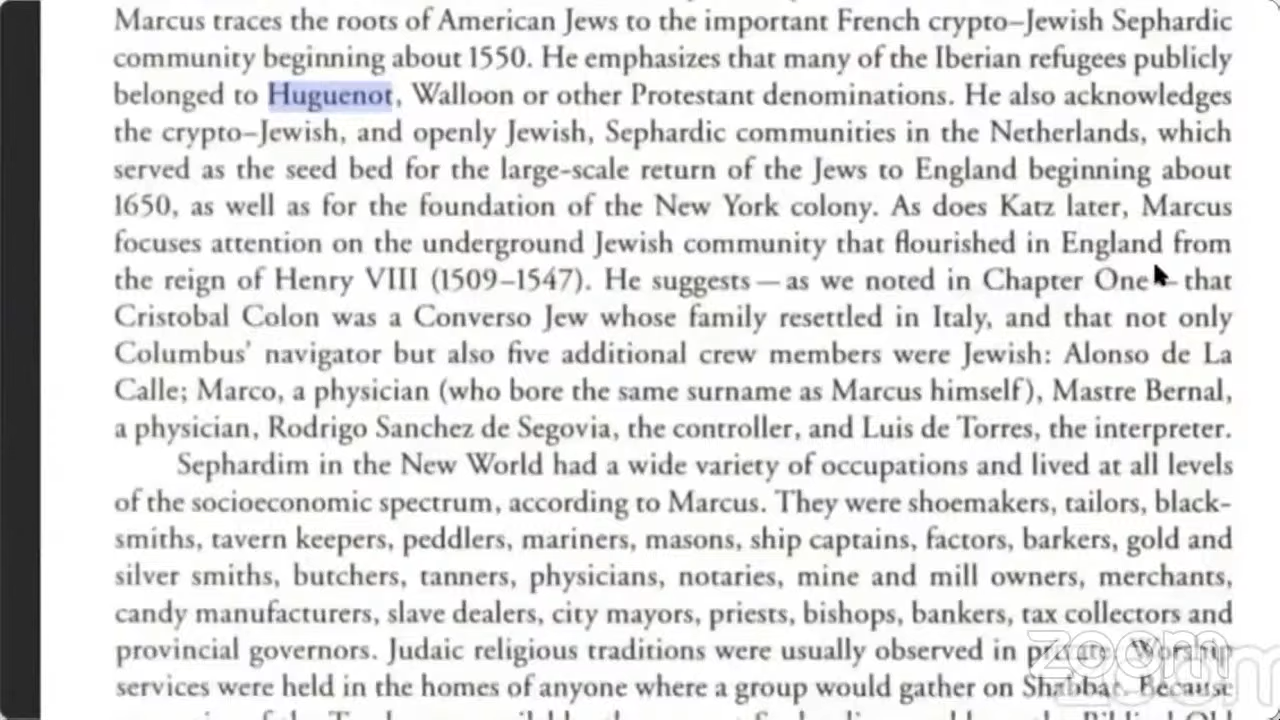 Marcus traces the roots of American Jews to the important French crypto–Jewish Sephardic
community beginning about 1550. He emphasizes that many of the Iberian refugees publicly
belonged to Huguenot, Walloon or other Protestant denominations. He also acknowledges
the crypto–Jewish, and openly Jewish, Sephardic communities in the Netherlands, which
served as the seed bed for the large-scale return of the Jews to England beginning about
1650, as well as for the foundation of the New York colony. As does Katz later, Marcus
focuses attention on the underground Jewish community that flourished in England from
the reign of Henry VIII (1509–1547). He suggests — as we noted in Chapter One — that
Cristobal Colon was a Converso Jew whose family resettled in Italy, and that not only
Columbus' navigator but also five additional crew members were Jewish: Alonso de La
Calle; Marco, a physician (who bore the same surname as Marcus himself), Mastre Bernal,
a physician, Rodrigo Sanchez de Segovia, the controller, and Luis de Torres, the interpreter.
Sephardim in the New World had a wide variety of occupations and lived at all levels
of the socioeconomic spectrum, according to Marcus. They were shoemakers, tailors, black-
smiths, tavern keepers, peddlers, mariners, masons, ship captains, factors, barkers, gold and
silver smiths, butchers, tanners, physicians, notaries, mine and mill owners, merchants,
candy manufacturers, slave dealers, city mayors, priests, bishops, bankers, tax collectors and
provincial governors. Judaic religious traditions were usually observed in private. Worship
services were held in the homes of anyone where a group would gather on Shabbat. Because
zoom